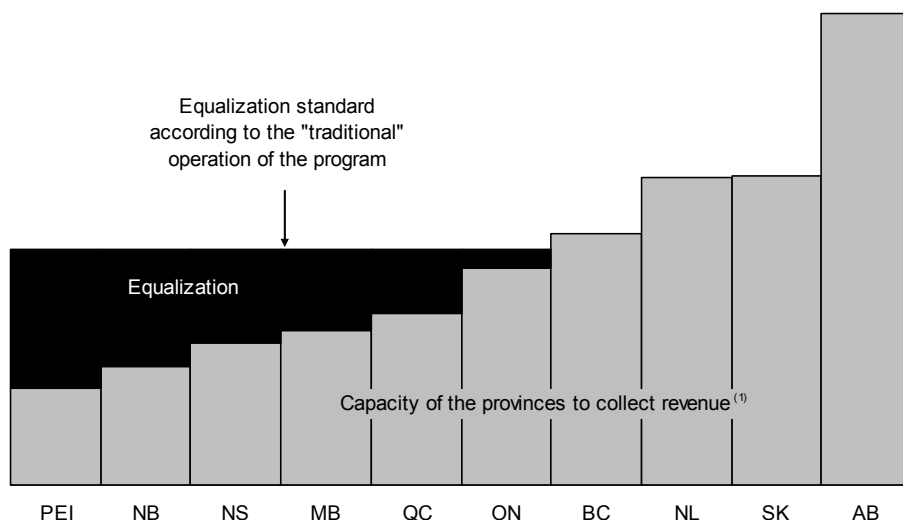 Equalization standard
according to the "traditional"
operation of the program
Equalization
Capacity of the provinces to collect revenue (1)
PEI NB NS MB QC ON BC NL SK AB